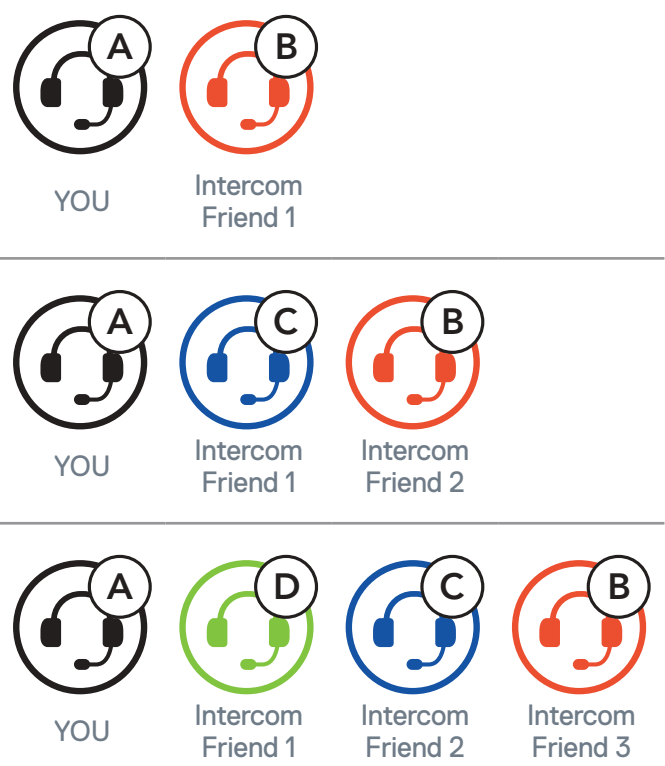 A B
YOU Intercom
Friend 1
A C B
YOU Intercom Intercom
Friend 1 Friend 2
A D C B
YOU Intercom Intercom Intercom
Friend 1 Friend 2 Friend 3